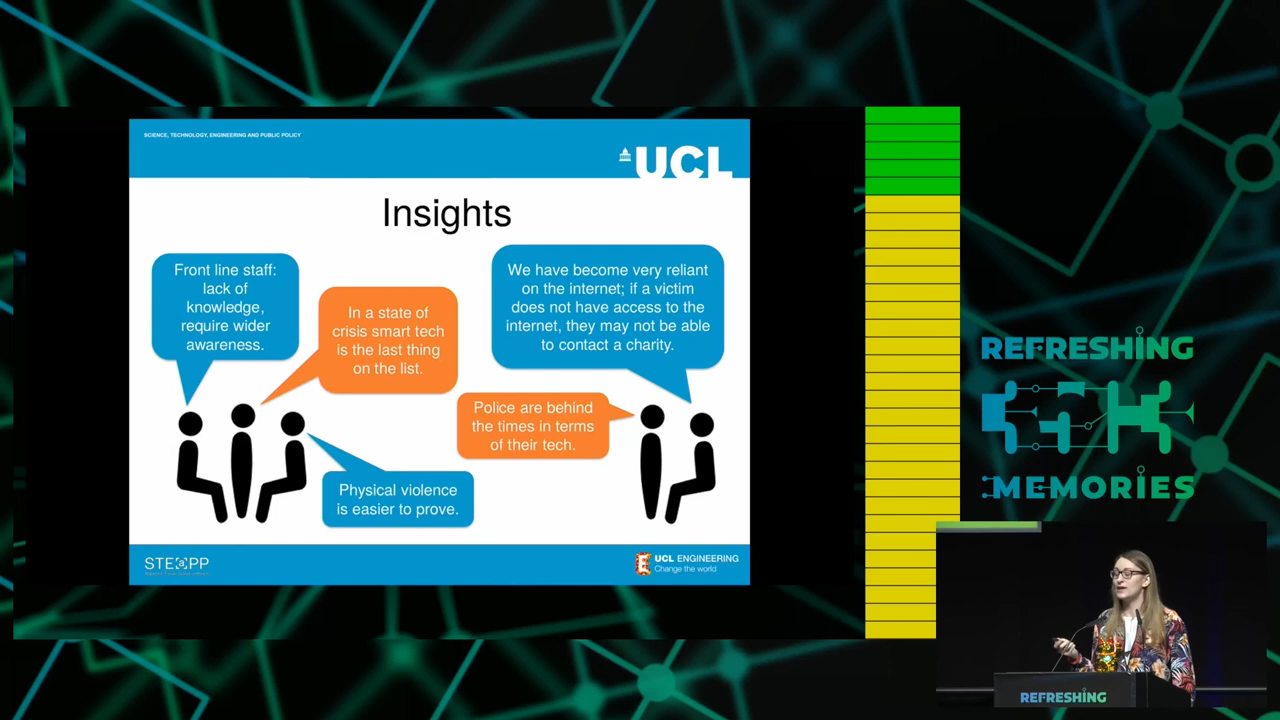 SCIENCE, TECHNOLOGY, ENGINEERING AND PUBLIC POLICY
UCL
Insights
Front line staff:
lack of
knowledge,
require wider
awareness.
In a state of
crisis smart tech
is the last thing
on the list.
We have become very reliant
on the internet; if a victim
does not have access to the
internet, they may not be able
to contact a charity.
Police are behind
the times in terms
of their tech.
Physical violence
is easier to prove.
STEaPP
UCL ENGINEERING
Change the world
REFRESHING
MEMORIES
REFRESHING